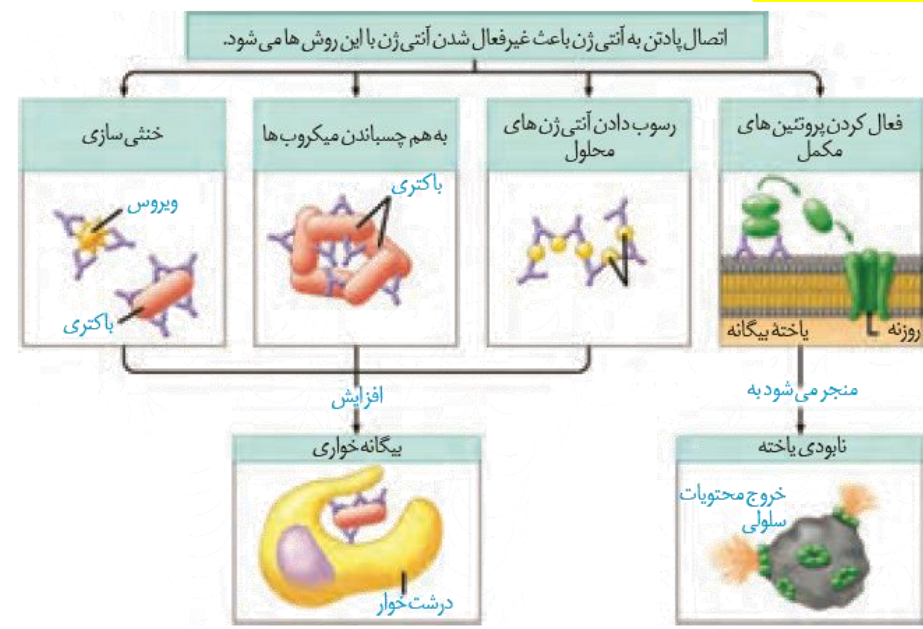 اتصال پادتن به آنتی‌ژن باعث غیرفعال شدن آنتی‌ژن با این روش ها می‌شود.
فعال کردن پروتئین های
مکمل
رسوب دادن آنتی‌ژن های
محلول
به هم چسباندن میکروب ها
خنثی سازی
ویروس
باکتری
باکتری
یاختهٔ بیگانه
روزنه
منجر می‌شود به
افزایش
نابودی یاخته
بیگانه خواری
خروج محتویات
سلولی
درشت خوار